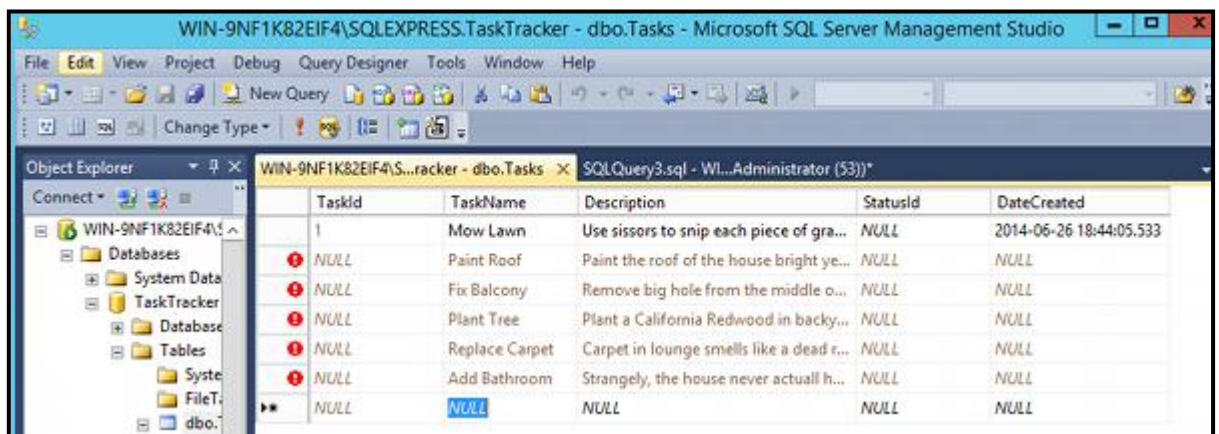 WIN-9NF1K82EIF4\SQLEXPRESS.TaskTracker - dbo.Tasks - Microsoft SQL Server Management Studio
File Edit View Project Debug Query Designer Tools Window Help
New Query
Change Type
Object Explorer WIN-9NF1K82EIF4\S...racker - dbo.Tasks SQLQuery3.sql - WI...Administrator (53))*
Connect
TaskId TaskName Description StatusId DateCreated
WIN-9NF1K82EIF4\S 1 Mow Lawn Use sissors to snip each piece of gra... NULL 2014-06-26 18:44:05.533
Databases NULL Paint Roof Paint the roof of the house bright ye... NULL NULL
System Data NULL Fix Balcony Remove big hole from the middle o... NULL NULL
TaskTracker NULL Plant Tree Plant a California Redwood in backy... NULL NULL
Database
Tables NULL Replace Carpet Carpet in lounge smells like a dead r... NULL NULL
Syste NULL Add Bathroom Strangely, the house never actuall h... NULL NULL
FileTa NULL NULL NULL NULL NULL
dbo.T